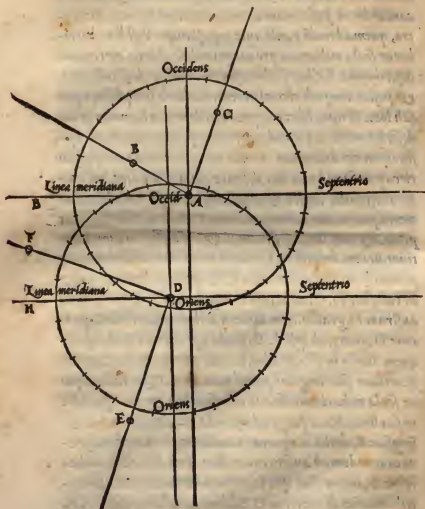 Occidens
C
B
Linea meridiana Occid A Septentrio
B
F
Linea meridiana D Septentrio
H Oriens
Oriens
E